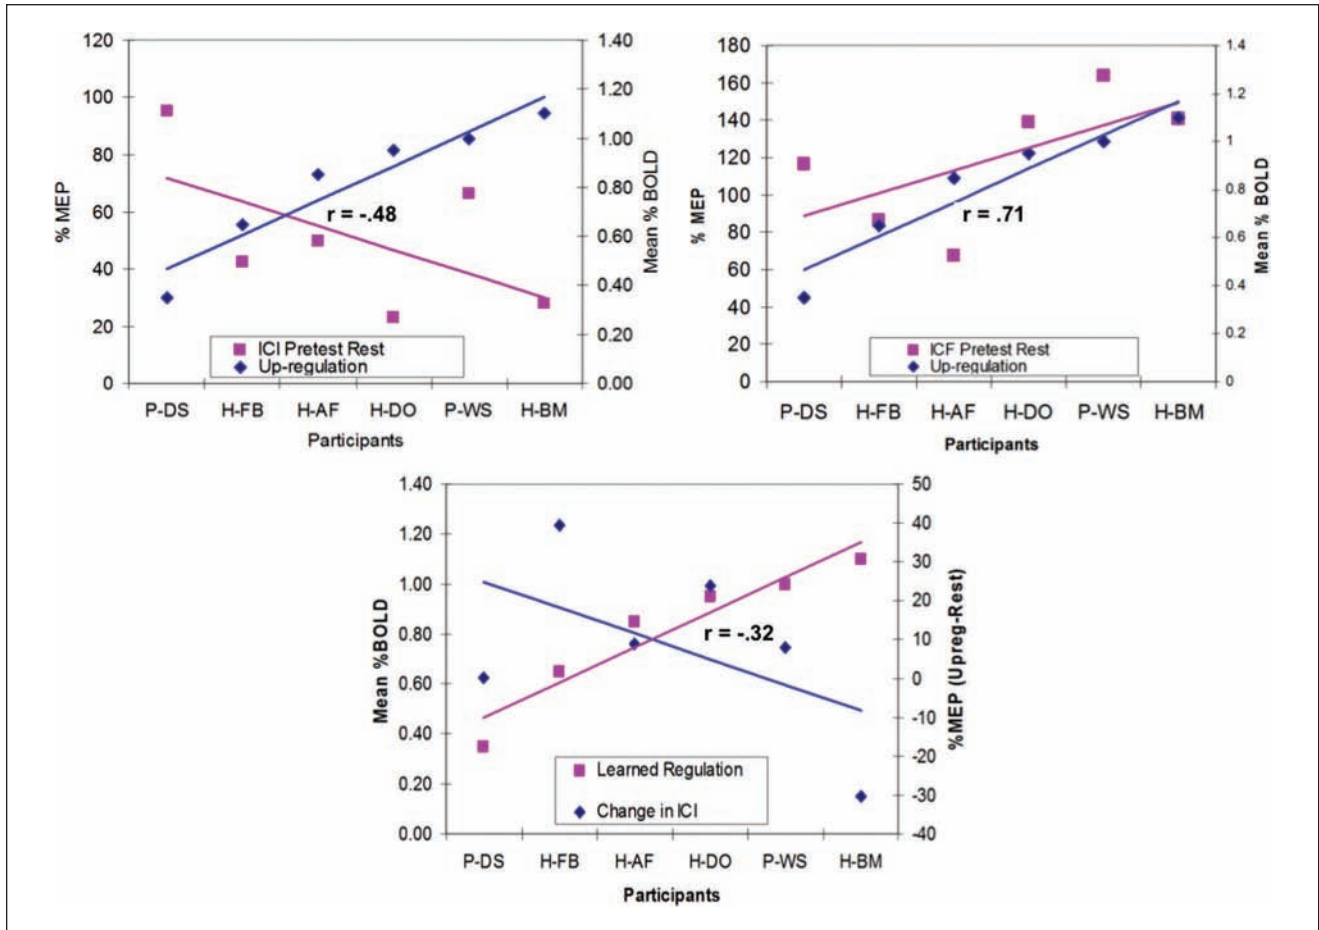 120
100
80
60
40
20
0
% MEP
1.40
1.20
1.00
0.80
0.60
0.40
0.20
0.00
Mean % BOLD
r = -.48
ICI Pretest Rest
Up-regulation
P-DS H-FB H-AF H-DO P-WS H-BM
Participants
180
160
140
120
100
80
60
40
20
0
% MEP
1.4
1.2
1
0.8
0.6
0.4
0.2
0
Mean % BOLD
r = .71
ICF Pretest Rest
Up-regulation
P-DS H-FB H-AF H-DO P-WS H-BM
Participants
1.40
1.20
1.00
0.80
0.60
0.40
0.20
0.00
Mean %BOLD
50
40
30
20
10
0
-10
-20
-30
-40
%MEP (Upreg-Rest)
r = -.32
Learned Regulation
Change in ICI
P-DS H-FB H-AF H-DO P-WS H-BM
Participants